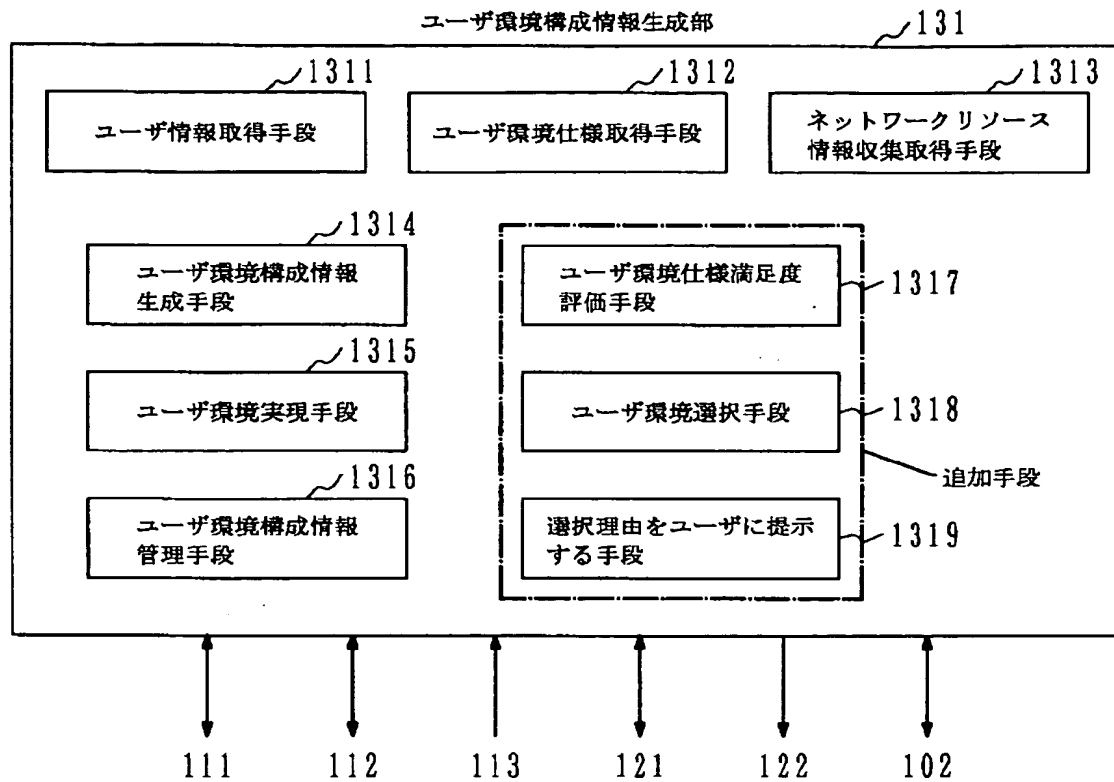 ユーザ環境構成情報生成部
131
1311
1312
1313
ユーザ情報取得手段
ユーザ環境仕様取得手段
ネットワークリソース
情報収集取得手段
1314
ユーザ環境構成情報
生成手段
ユーザ環境仕様満足度
評価手段
1317
1315
ユーザ環境実現手段
ユーザ環境選択手段
1318
追加手段
1316
ユーザ環境構成情報
管理手段
選択理由をユーザに提示
する手段
1319
111
112
113
121
122
102